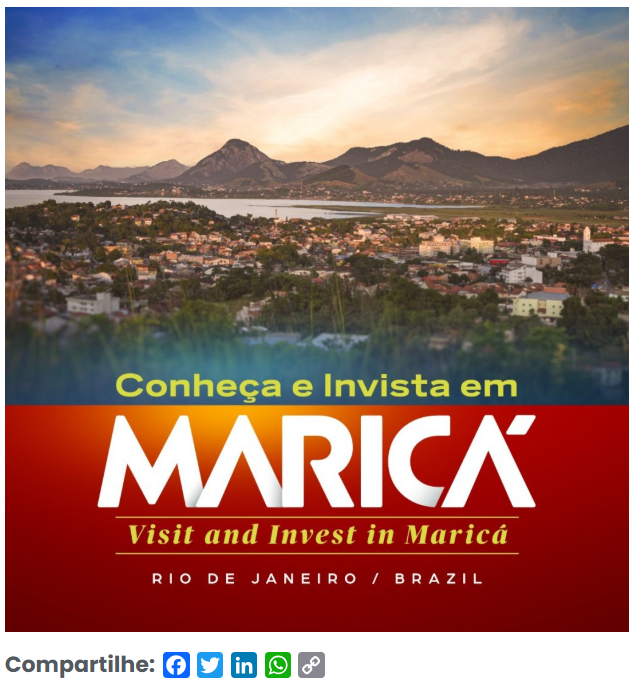 Conheça e Invista em
MARICÁ
Visit and Invest in Maricá
RIO DE JANEIRO / BRAZIL
Compartilhe: